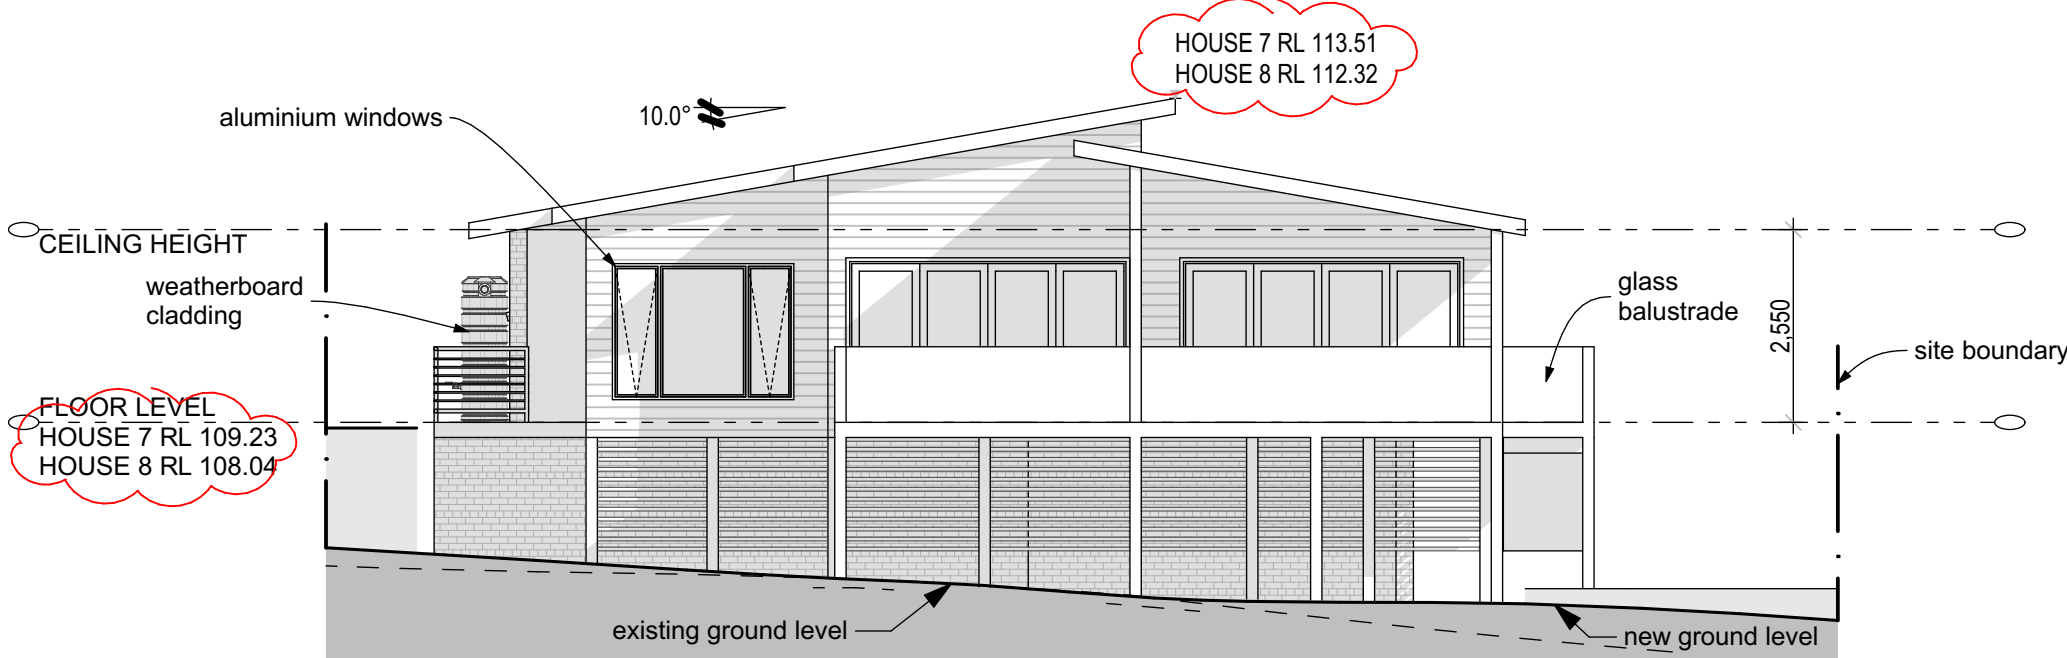 HOUSE 7 RL 113.51
HOUSE 8 RL 112.32
aluminium windows
10.0°
CEILING HEIGHT
weatherboard
cladding
glass
balustrade
2,550
site boundary
FLOOR LEVEL
HOUSE 7 RL 109.23
HOUSE 8 RL 108.04
existing ground level
new ground level